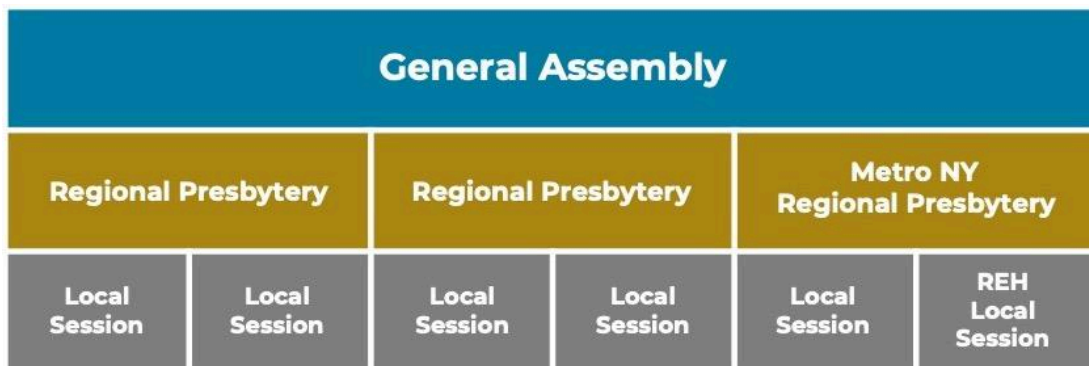 General Assembly
Regional Presbytery
Regional Presbytery
Metro NY
Regional Presbytery
Local
Session
Local
Session
Local
Session
Local
Session
Local
Session
REH
Local
Session